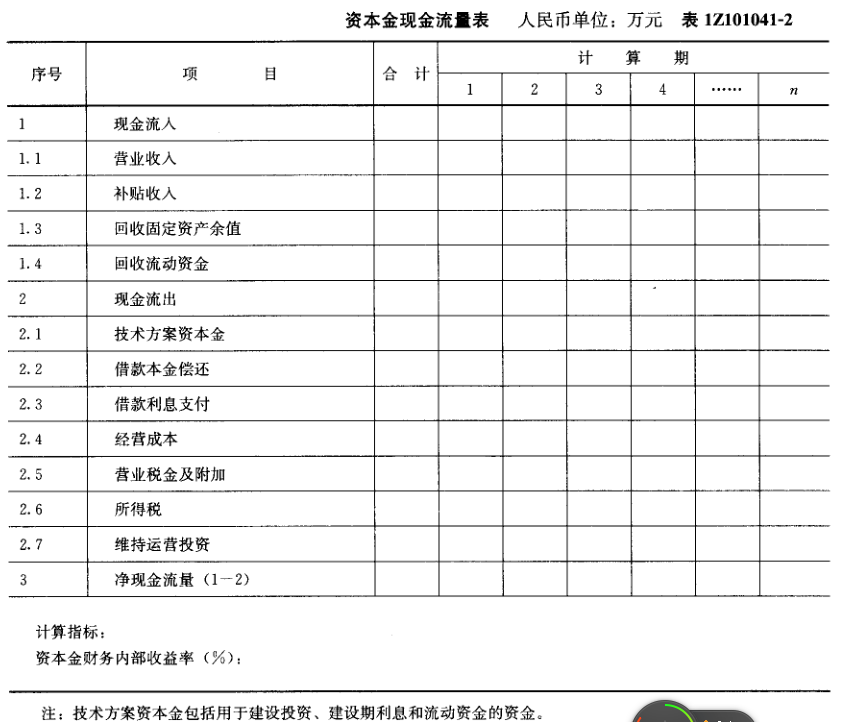 资本金现金流量表 人民币单位：万元 表 1Z101041-2
序号 项 目 合 计 计 算 期
1 2 3 4 …… n
1 现金流入
1.1 营业收入
1.2 补贴收入
1.3 回收固定资产余值
1.4 回收流动资金
2 现金流出
2.1 技术方案资本金
2.2 借款本金偿还
2.3 借款利息支付
2.4 经营成本
2.5 营业税金及附加
2.6 所得税
2.7 维持运营投资
3 净现金流量（1－2）
计算指标：
资本金财务内部收益率（%）：
注：技术方案资本金包括用于建设投资、建设期利息和流动资金的资金。